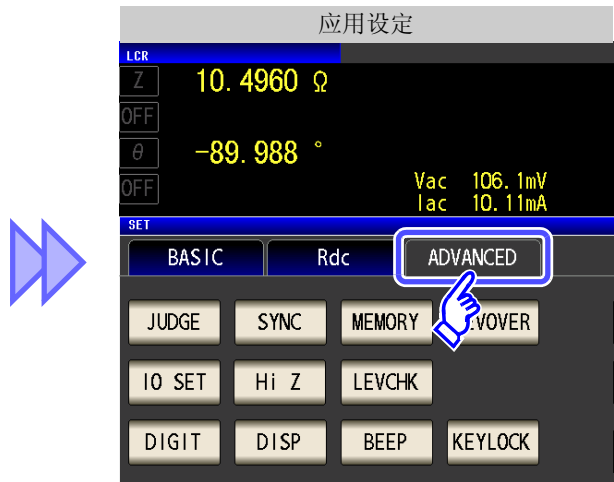 应用设定
LCR
Z 10.4960 Ω
OFF
θ -89.988 °
OFF
Vac 106.1mV
Iac 10.11mA
SET
BASIC Rdc ADVANCED
JUDGE SYNC MEMORY
IO SET Hi Z LEVCHK
DIGIT DISP BEEP KEYLOCK